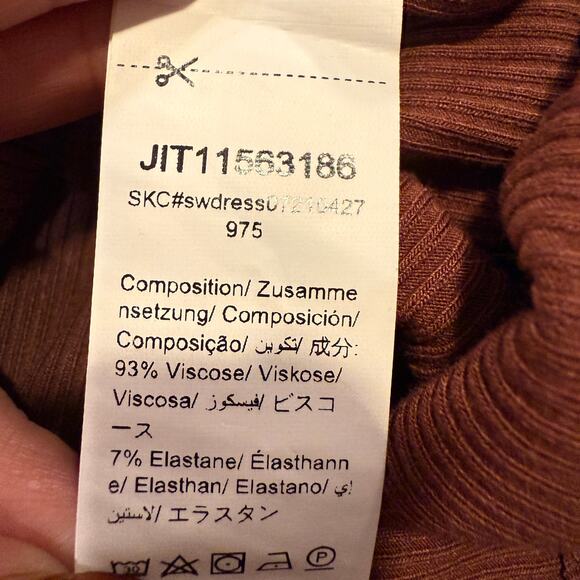 JIT11563186
SKC#swdress07210427
975
Composition/ Zusamme
nsetzung/ Composición/
Composição/ تكوين/ 成分:
93% Viscose/ Viskose/
Viscosa/ فيسكوز/ ビスコ
ース
7% Elastane/ Élasthann
e/ Elasthan/ Elastano/ إي
لاستين/ エラスタン
P